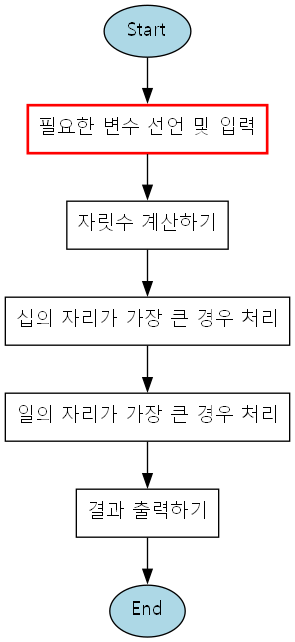 Start
필요한 변수 선언 및 입력
자릿수 계산하기
십의 자리가 가장 큰 경우 처리
일의 자리가 가장 큰 경우 처리
결과 출력하기
End